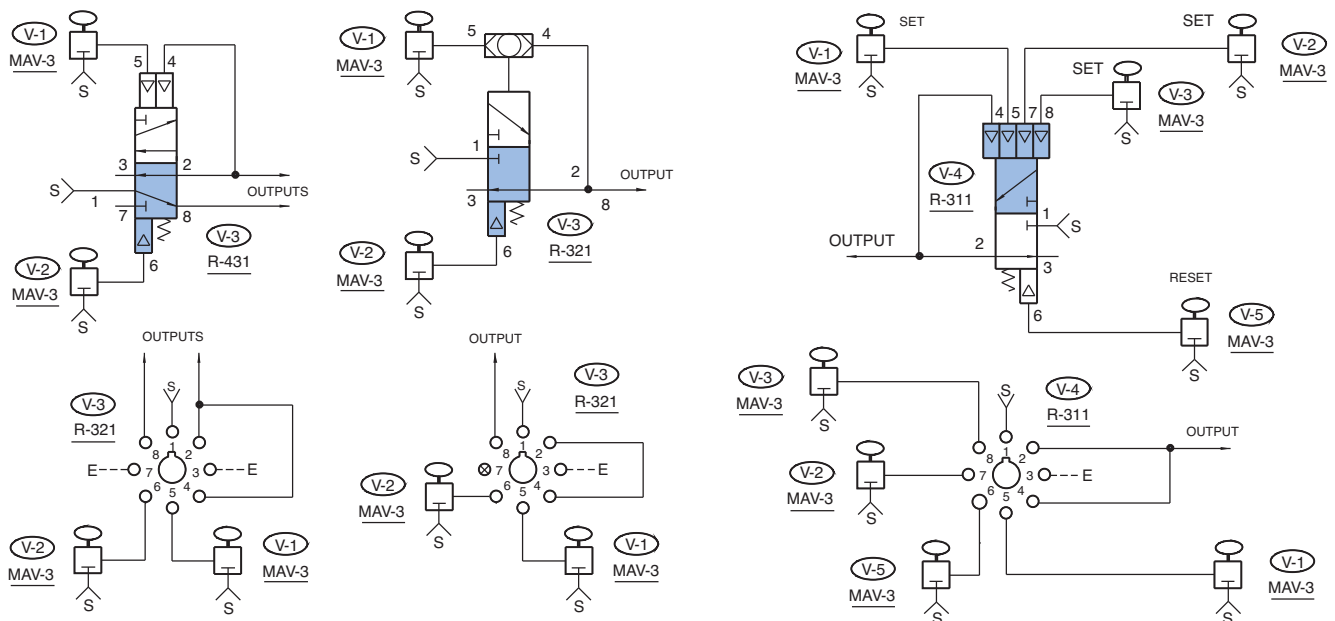 V-1
MAV-3
S
5 4
3 2
S
1
7 8
OUTPUTS
V-3
R-431
6
V-2
MAV-3
S
V-1
MAV-3
S
5 4
1
S
2
OUTPUT
3
8
V-3
R-321
6
V-2
MAV-3
S
SET
V-1
MAV-3
S
SET
V-2
MAV-3
S
SET
V-3
MAV-3
S
4 5 7 8
V-4
R-311
1
S
OUTPUT
2
3
6
RESET
V-5
MAV-3
S
OUTPUTS
S
V-3
R-321
1
8 2
E 7 3 E
6 4
5
V-2
MAV-3
S
V-1
MAV-3
S
OUTPUT
S
V-3
R-321
1
8 2
7 3 E
6 4
5
V-2
MAV-3
S
V-1
MAV-3
S
V-3
MAV-3
S
S
V-4
R-311
OUTPUT
1
8 2
7 3 E
6 4
5
V-2
MAV-3
S
V-5
MAV-3
S
V-1
MAV-3
S